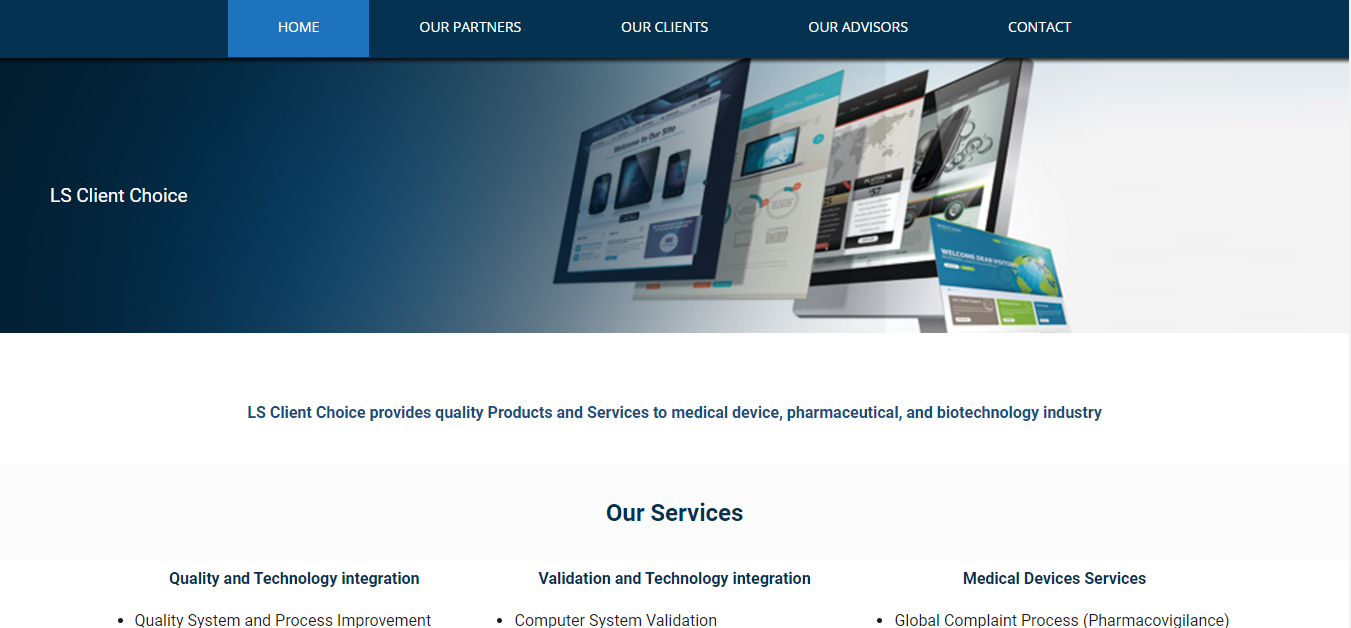 HOME OUR PARTNERS OUR CLIENTS OUR ADVISORS CONTACT
Welcome to Our Site
PLATINUM
$57
WELCOME DEAR VISITORS
LS Client Choice
LS Client Choice provides quality Products and Services to medical device, pharmaceutical, and biotechnology industry
Our Services
Quality and Technology integration
• Quality System and Process Improvement
Validation and Technology integration
• Computer System Validation
Medical Devices Services
• Global Complaint Process (Pharmacovigilance)